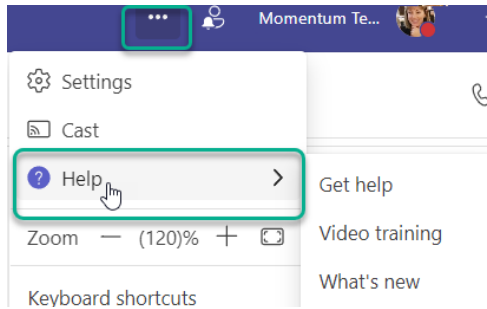 ••• Momentum Te...
Settings
Cast
? Help
Get help
Zoom — (120)% +
Video training
What's new
Keyboard shortcuts